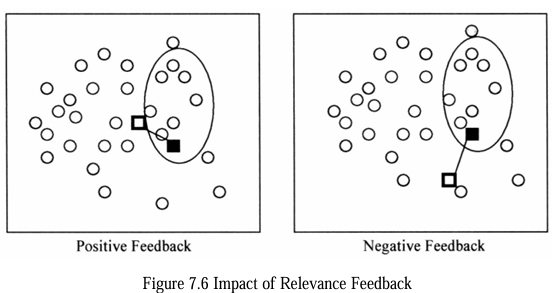 Positive Feedback
Negative Feedback
Figure 7.6 Impact of Relevance Feedback